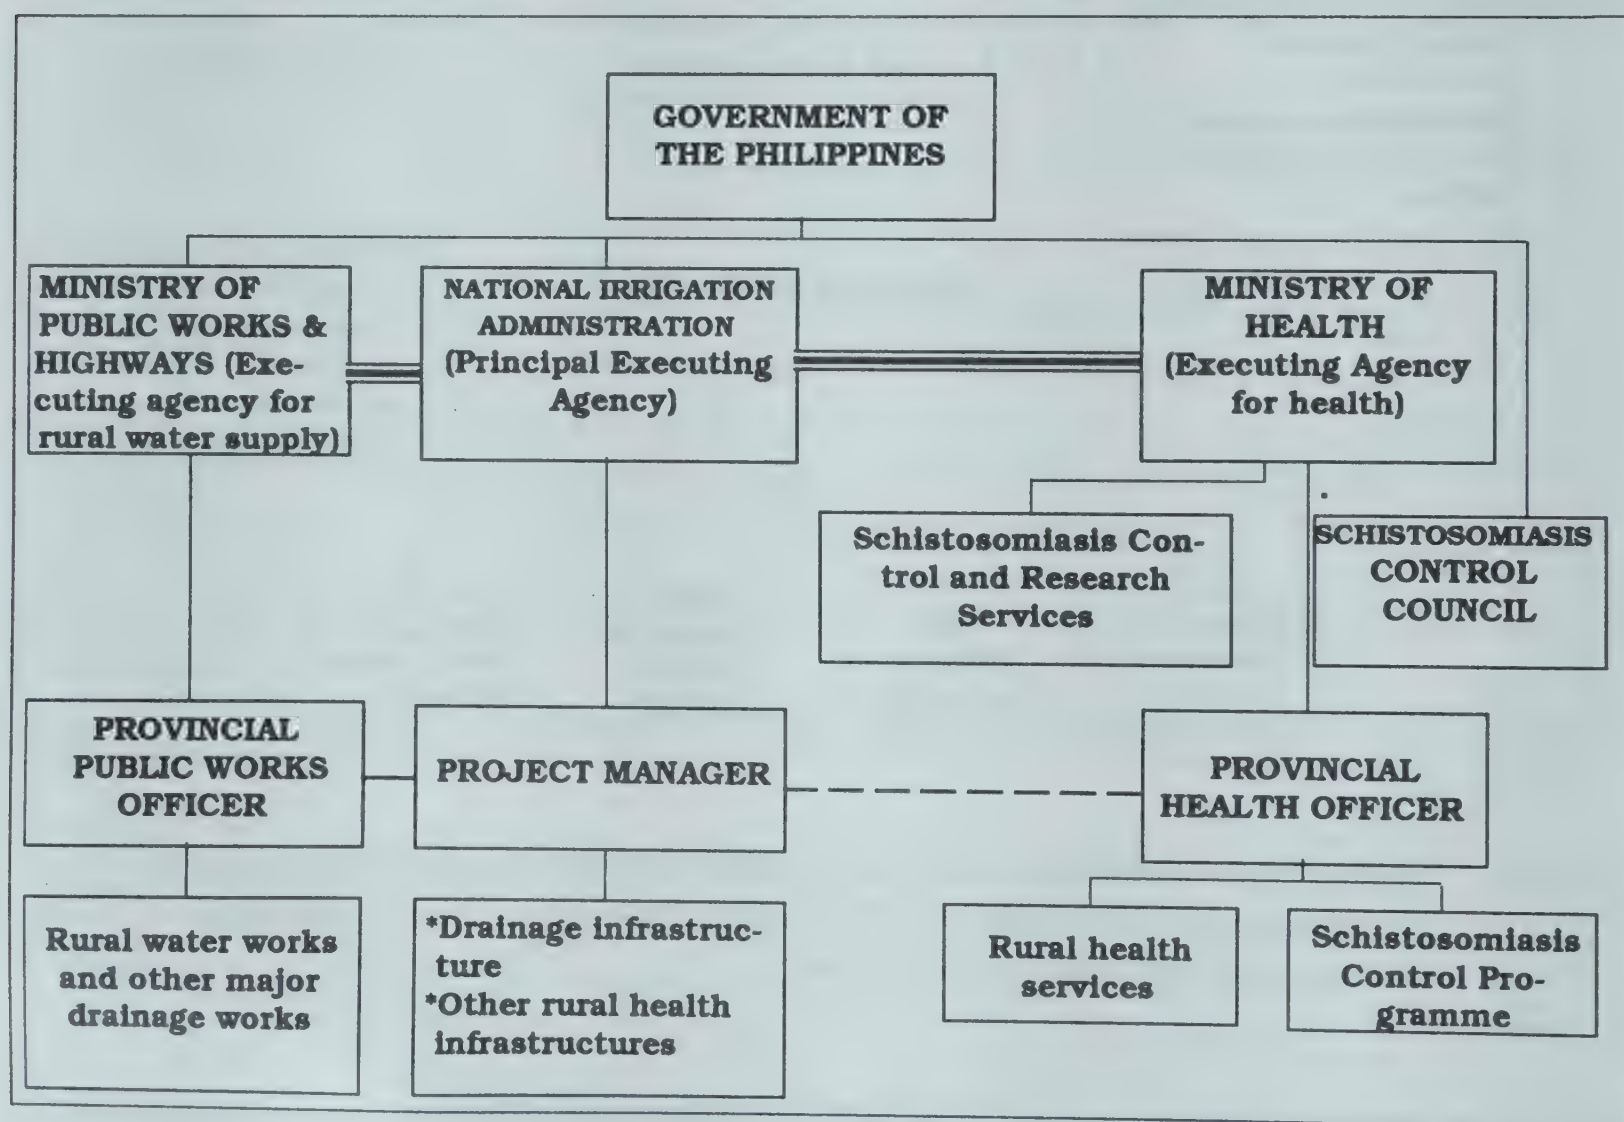 GOVERNMENT OF
THE PHILIPPINES
MINISTRY OF
PUBLIC WORKS &
HIGHWAYS (Exe-
cuting agency for
rural water supply)
NATIONAL IRRIGATION
ADMINISTRATION
(Principal Executing
Agency)
MINISTRY OF
HEALTH
(Executing Agency
for health)
Schistosomiasis Con-
trol and Research
Services
SCHISTOSOMIASIS
CONTROL
COUNCIL
PROVINCIAL
PUBLIC WORKS
OFFICER
PROJECT MANAGER
PROVINCIAL
HEALTH OFFICER
Rural water works
and other major
drainage works
*Drainage infrastruc-
ture
*Other rural health
infrastructures
Rural health
services
Schistosomiasis
Control Pro-
gramme